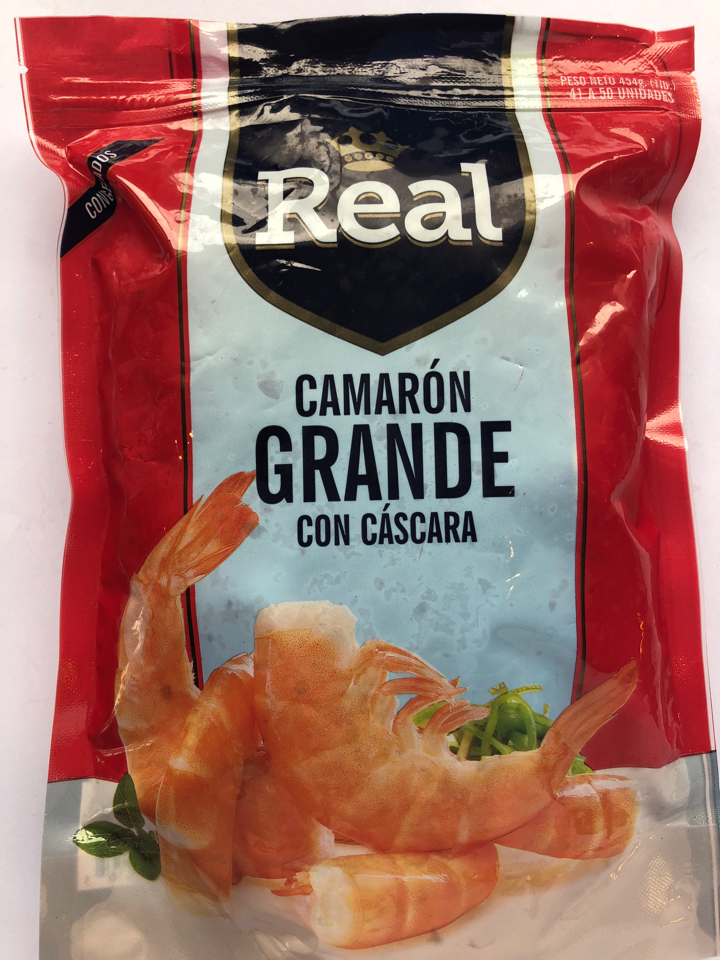 PESO NETO 454g. (1lb.)
41 A 50 UNIDADES
Real
CAMARÓN
GRANDE
CON CÁSCARA